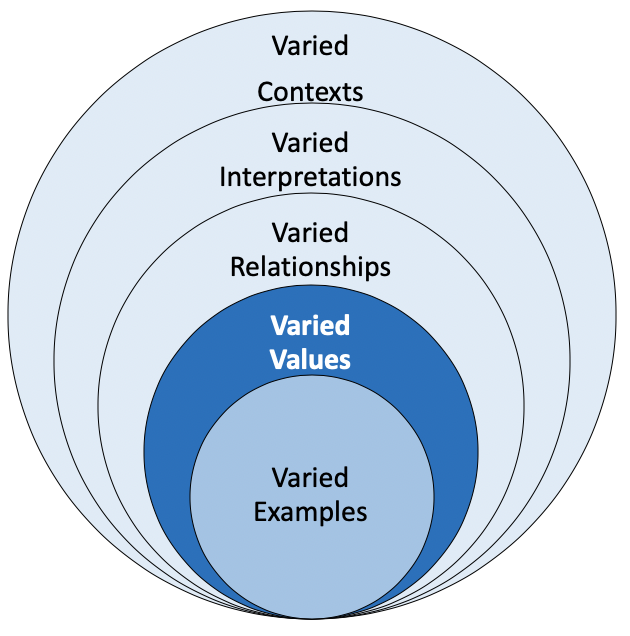 Varied
Contexts
Varied
Interpretations
Varied
Relationships
Varied
Values
Varied
Examples